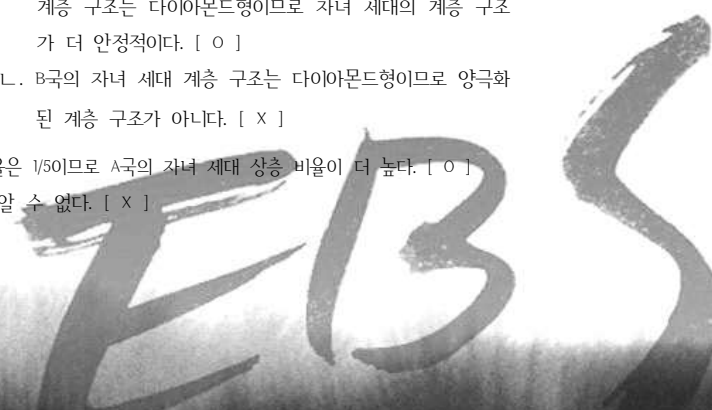 계층 구조는 다이아몬드형이므로 자녀 세대의 계층 구조
가 더 안정적이다. [ O ]
ㄴ. B국의 자녀 세대 계층 구조는 다이아몬드형이므로 양극화
된 계층 구조가 아니다. [ X ]
율은 1/5이므로 A국의 자녀 세대 상층 비율이 더 높다. [ O ]
알 수 없다. [ X ]
EBS